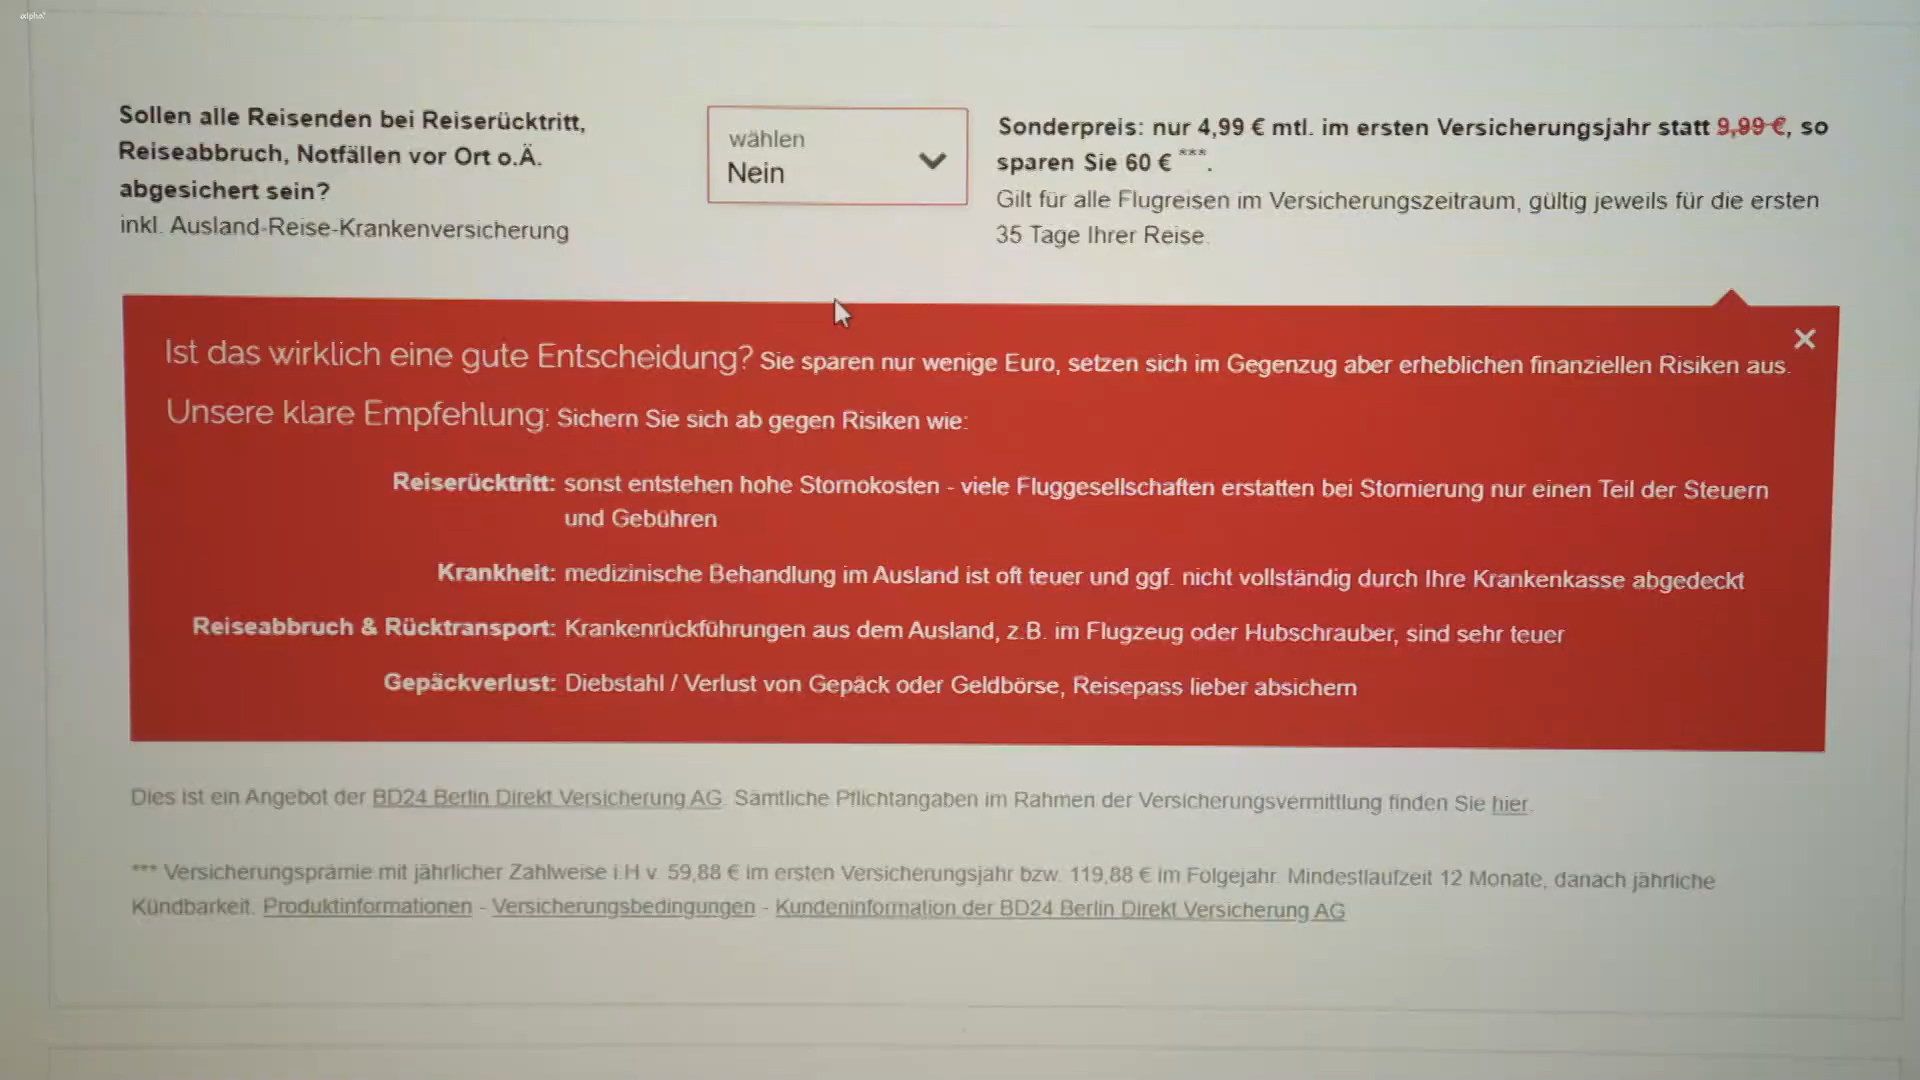 alpha
Sollen alle Reisenden bei Reiserücktritt,
Reiseabbruch, Notfällen vor Ort o.Ä.
abgesichert sein?
inkl. Ausland-Reise-Krankenversicherung
wählen
Nein
Sonderpreis: nur 4,99 € mtl. im ersten Versicherungsjahr statt 9,99 €, so
sparen Sie 60 € ***.
Gilt für alle Flugreisen im Versicherungszeitraum, gültig jeweils für die ersten
35 Tage Ihrer Reise.
Ist das wirklich eine gute Entscheidung? Sie sparen nur wenige Euro, setzen sich im Gegenzug aber erheblichen finanziellen Risiken aus.
Unsere klare Empfehlung: Sichern Sie sich ab gegen Risiken wie:
Reiserücktritt: sonst entstehen hohe Stornokosten - viele Fluggesellschaften erstatten bei Stornierung nur einen Teil der Steuern
und Gebühren
Krankheit: medizinische Behandlung im Ausland ist oft teuer und ggf. nicht vollständig durch Ihre Krankenkasse abgedeckt
Reiseabbruch & Rücktransport: Krankenrückführungen aus dem Ausland, z.B. im Flugzeug oder Hubschrauber, sind sehr teuer
Gepäckverlust: Diebstahl / Verlust von Gepäck oder Geldbörse, Reisepass lieber absichern
Dies ist ein Angebot der BD24 Berlin Direkt Versicherung AG. Sämtliche Pflichtangaben im Rahmen der Versicherungsvermittlung finden Sie hier.
*** Versicherungsprämie mit jährlicher Zahlweise i.H.v. 59,88 € im ersten Versicherungsjahr bzw. 119,88 € im Folgejahr. Mindestlaufzeit 12 Monate, danach jährliche
Kündbarkeit. Produktinformationen - Versicherungsbedingungen - Kundeninformation der BD24 Berlin Direkt Versicherung AG